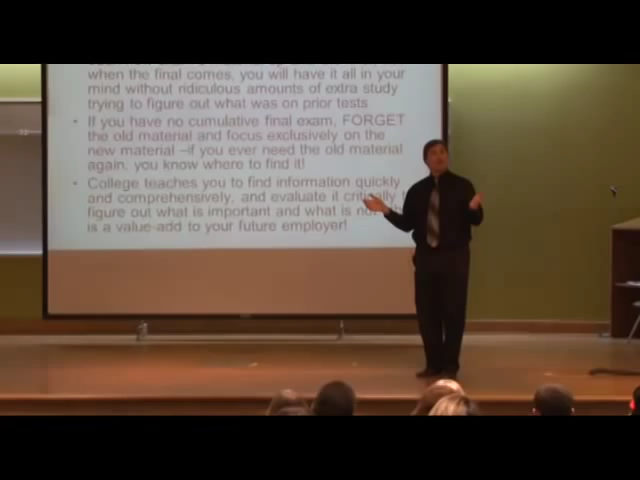 when the final comes, you will have it all in your
mind without ridiculous amounts of extra study
trying to figure out what was on prior tests
• If you have no cumulative final exam, FORGET
the old material and focus exclusively on the
new material –if you ever need the old material
again, you know where to find it!
• College teaches you to find information quickly
and comprehensively, and evaluate it critically
figure out what is important and what is
is a value-add to your future employer!